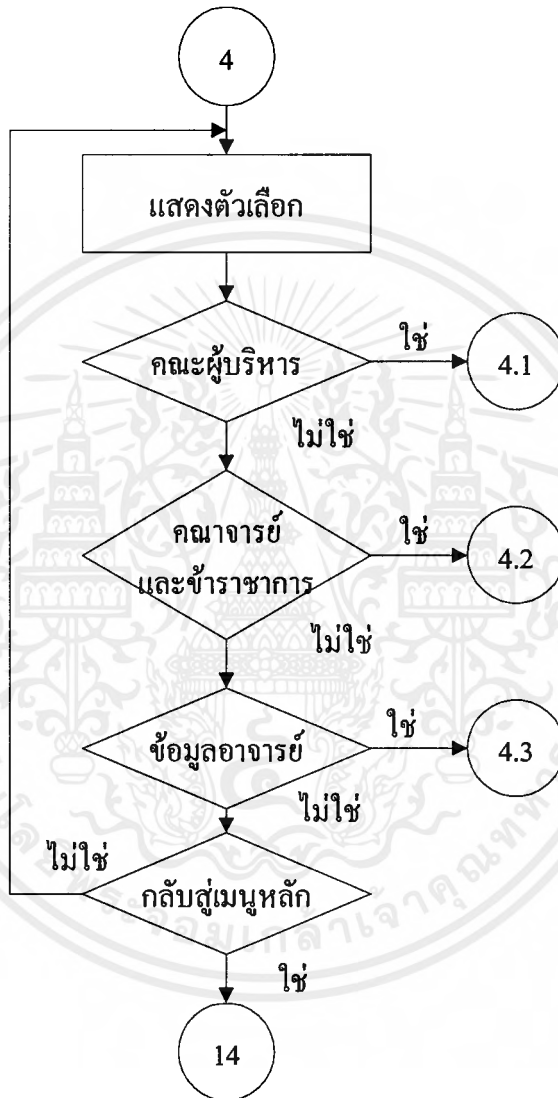 4
แสดงตัวเลือก
คณะผู้บริหาร
ใช่
4.1
ไม่ใช่
คณาจารย์
และข้าราชาการ
ใช่
4.2
ไม่ใช่
ข้อมูลอาจารย์
ใช่
4.3
ไม่ใช่
กลับสู่เมนูหลัก
ไม่ใช่
ใช่
14